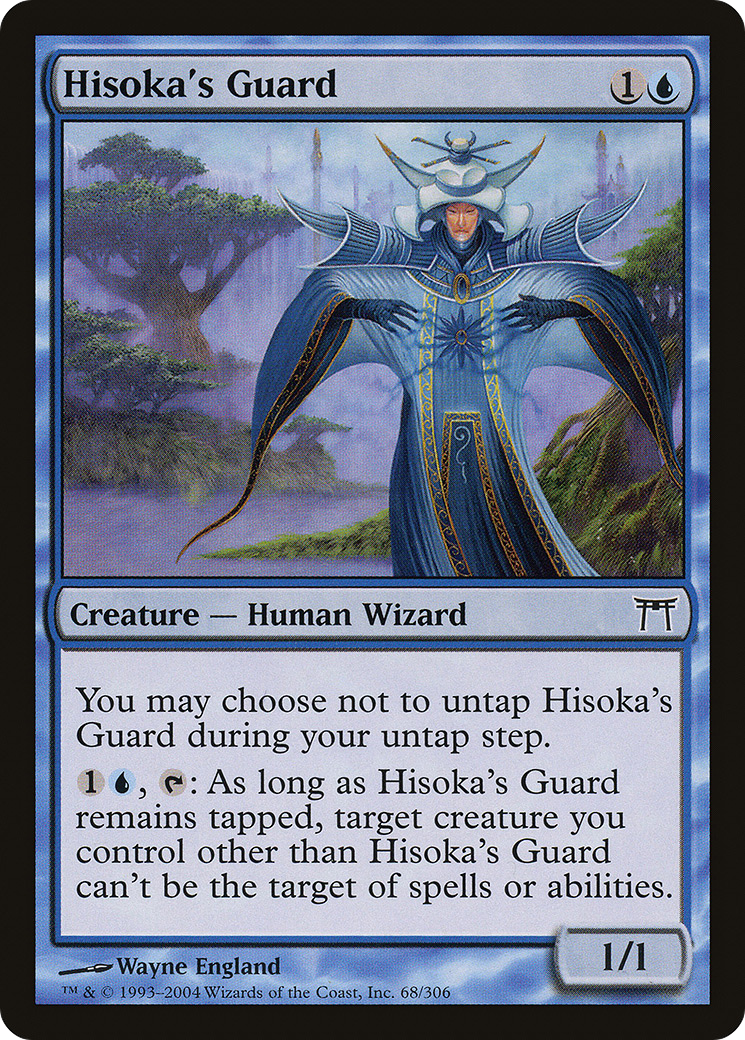 Hisoka's Guard 1
Creature — Human Wizard
You may choose not to untap Hisoka's
Guard during your untap step.
1 , : As long as Hisoka's Guard
remains tapped, target creature you
control other than Hisoka's Guard
can't be the target of spells or abilities.
1/1
Wayne England
™ & © 1993–2004 Wizards of the Coast, Inc. 68/306